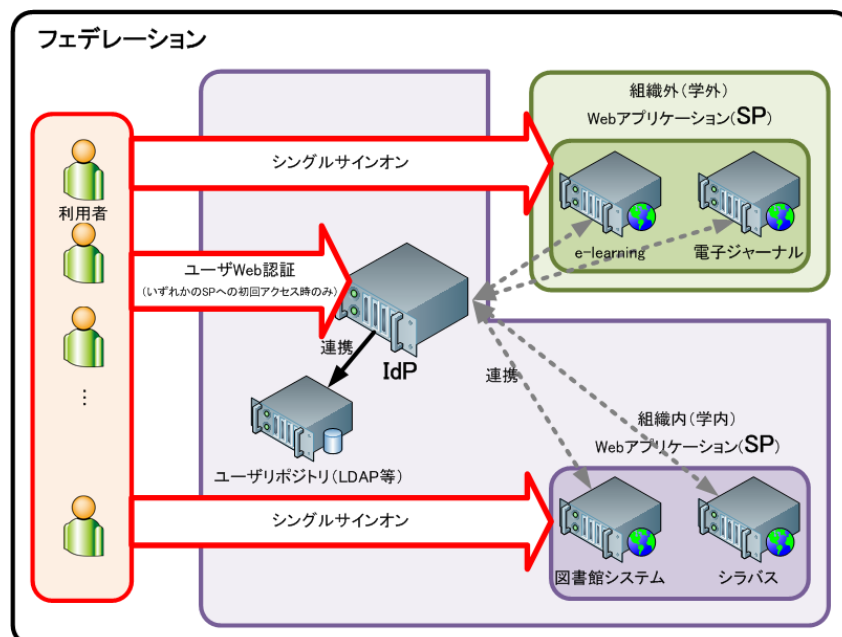 フェデレーション
組織外(学外)
Webアプリケーション(SP)
シングルサインオン
利用者
e-learning
電子ジャーナル
ユーザWeb認証
(いずれかのSPへの初回アクセス時のみ)
連携
IdP
連携
組織内(学内)
Webアプリケーション(SP)
⋮
ユーザリポジトリ(LDAP等)
シングルサインオン
図書館システム
シラバス